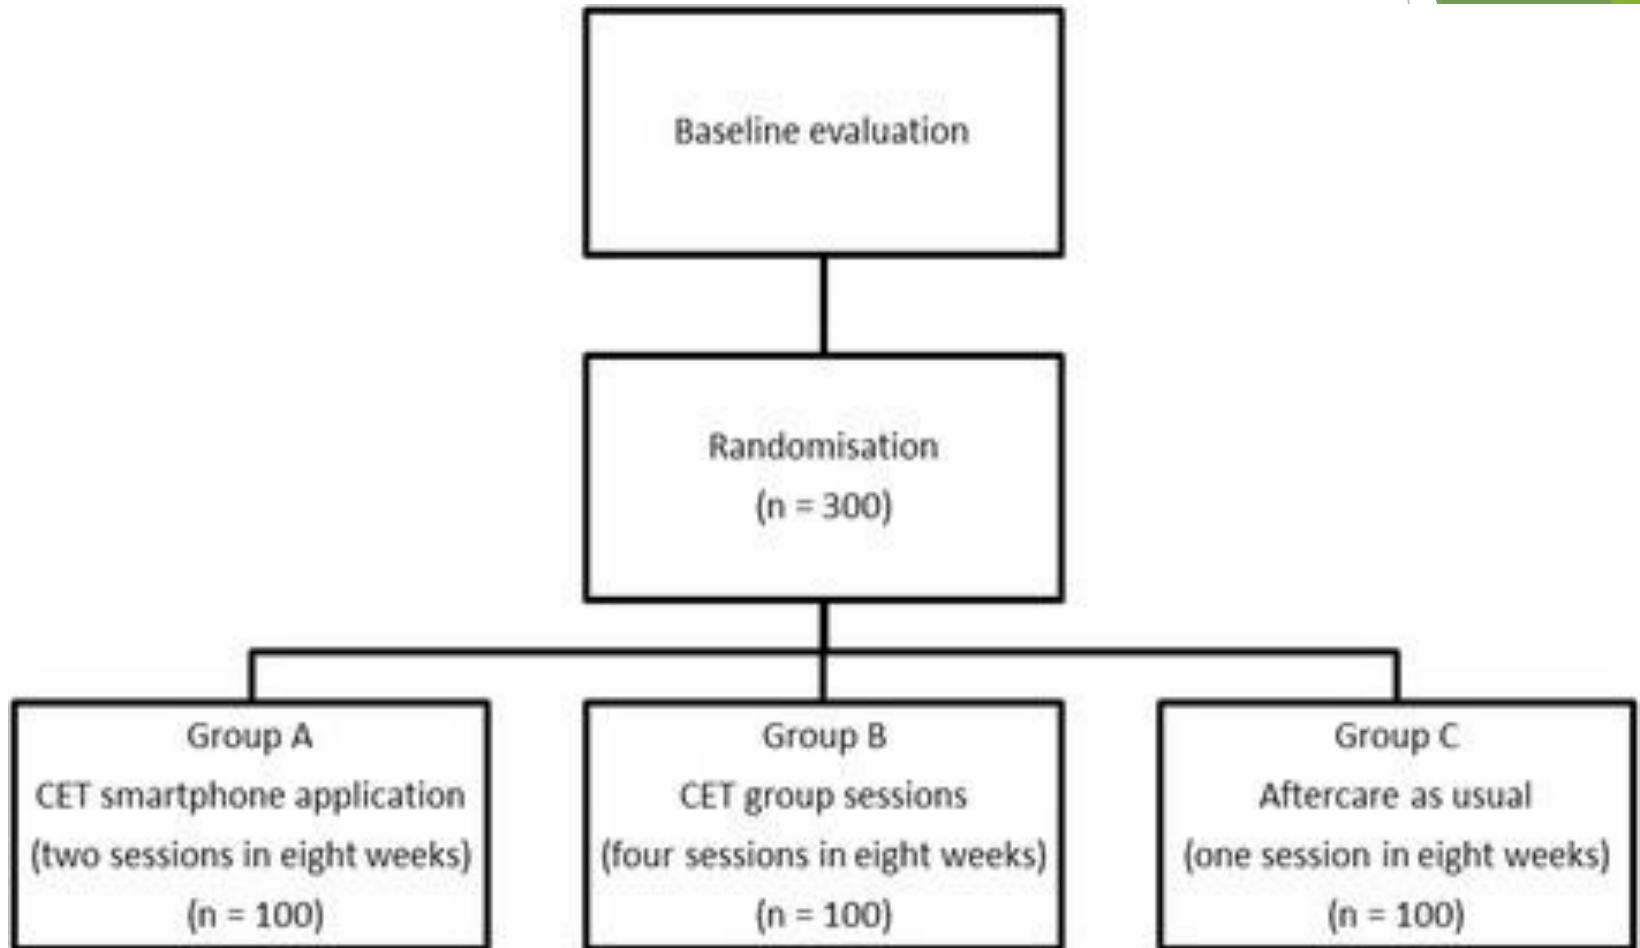 Baseline evaluation
Randomisation
(n = 300)
Group A
CET smartphone application
(two sessions in eight weeks)
(n = 100)
Group B
CET group sessions
(four sessions in eight weeks)
(n = 100)
Group C
Aftercare as usual
(one session in eight weeks)
(n = 100)